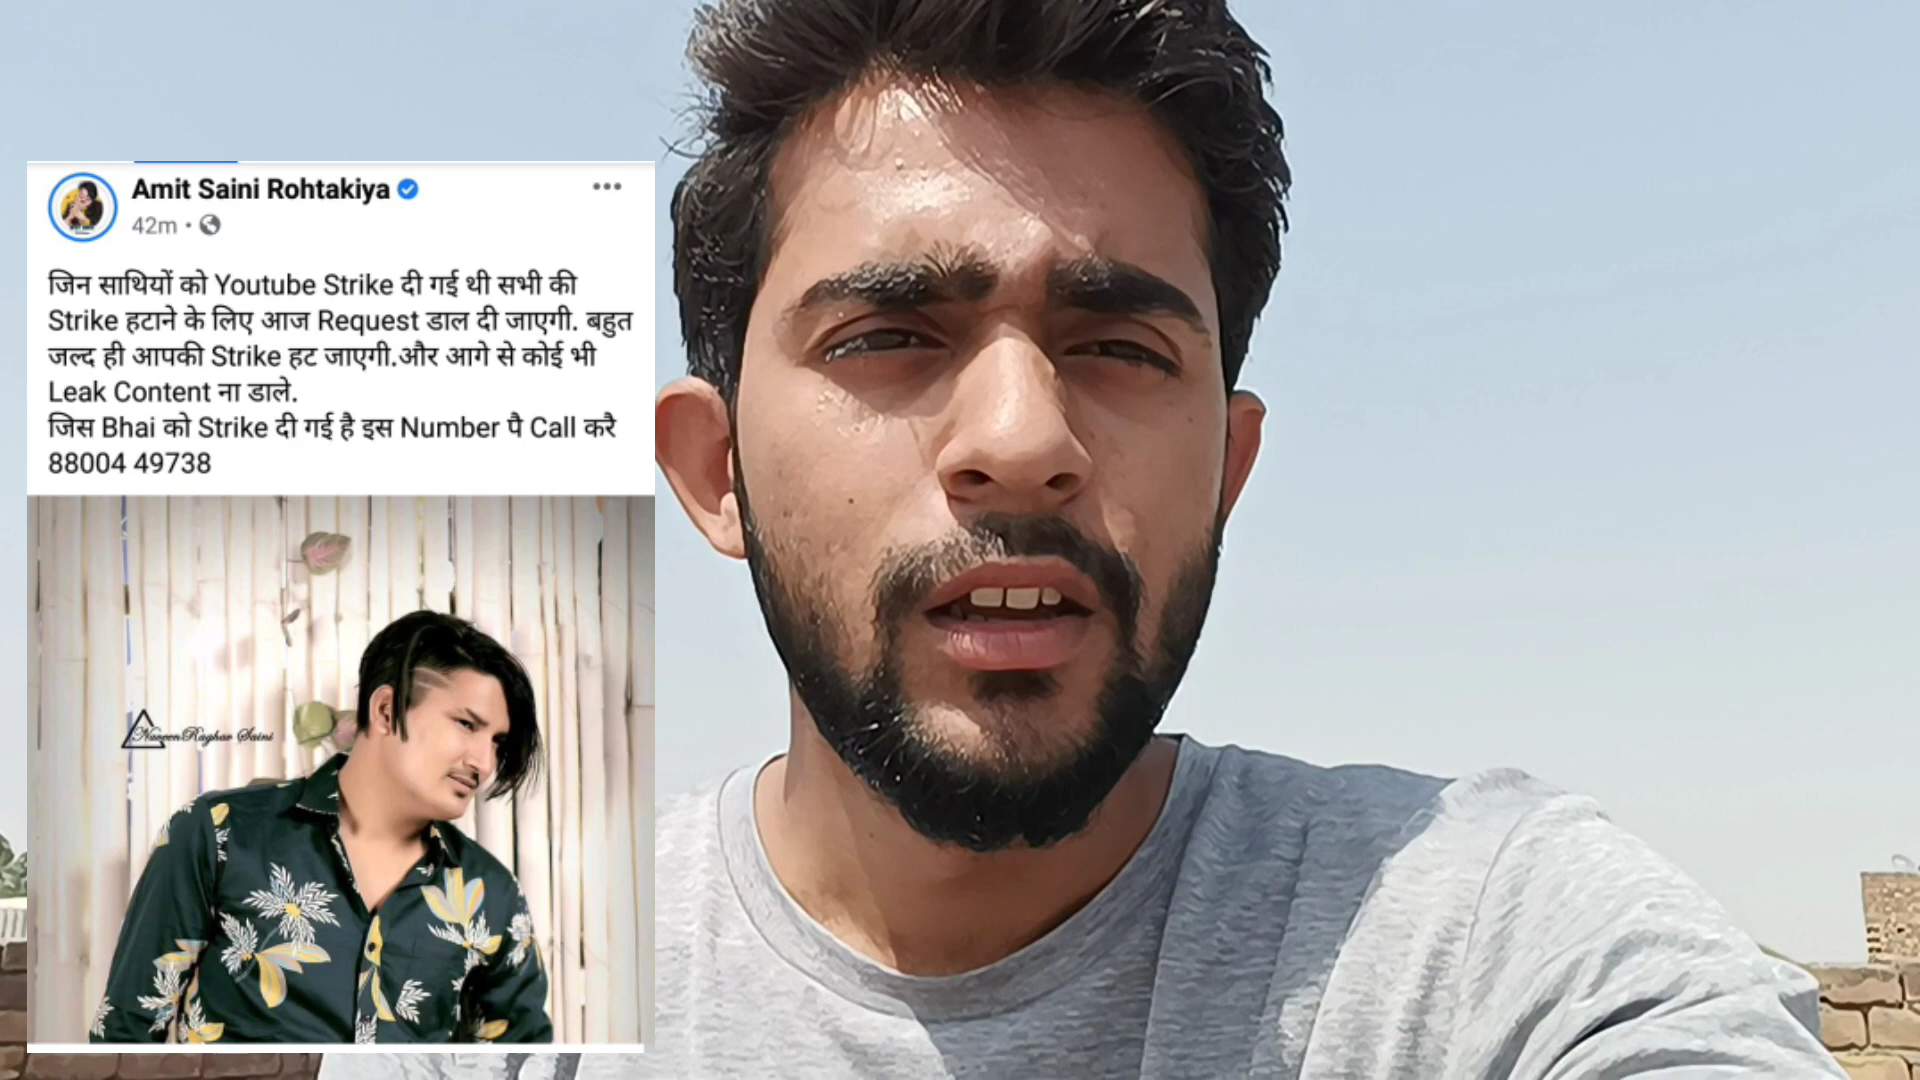 Amit Saini Rohtakiya
42m
जिन साथियों को Youtube Strike दी गई थी सभी की
Strike हटाने के लिए आज Request डाल दी जाएगी. बहुत
जल्द ही आपकी Strike हट जाएगी.और आगे से कोई भी
Leak Content ना डाले.
जिस Bhai को Strike दी गई है इस Number पै Call करै
88004 49738
Naveen Raghav Saini